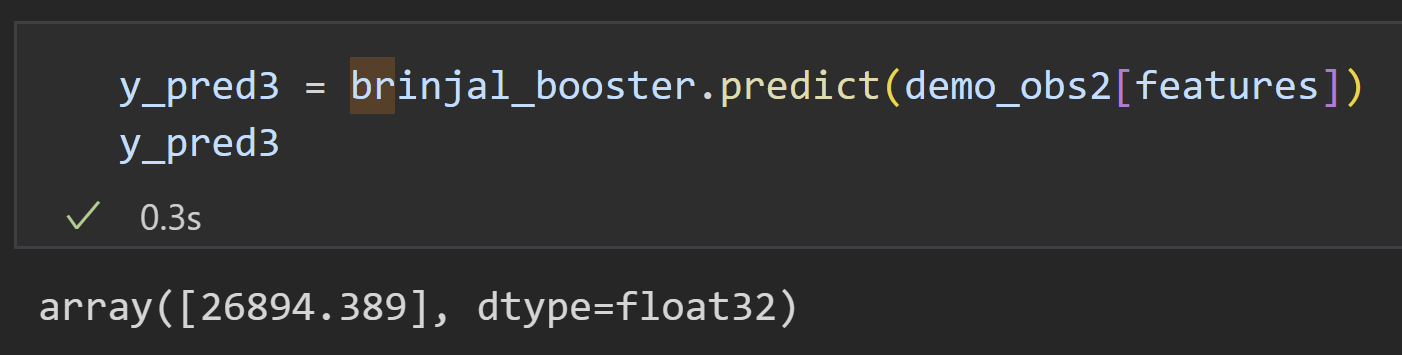 y_pred3 = brinjal_booster.predict(demo_obs2[features])
y_pred3
0.3s
array([26894.389], dtype=float32)